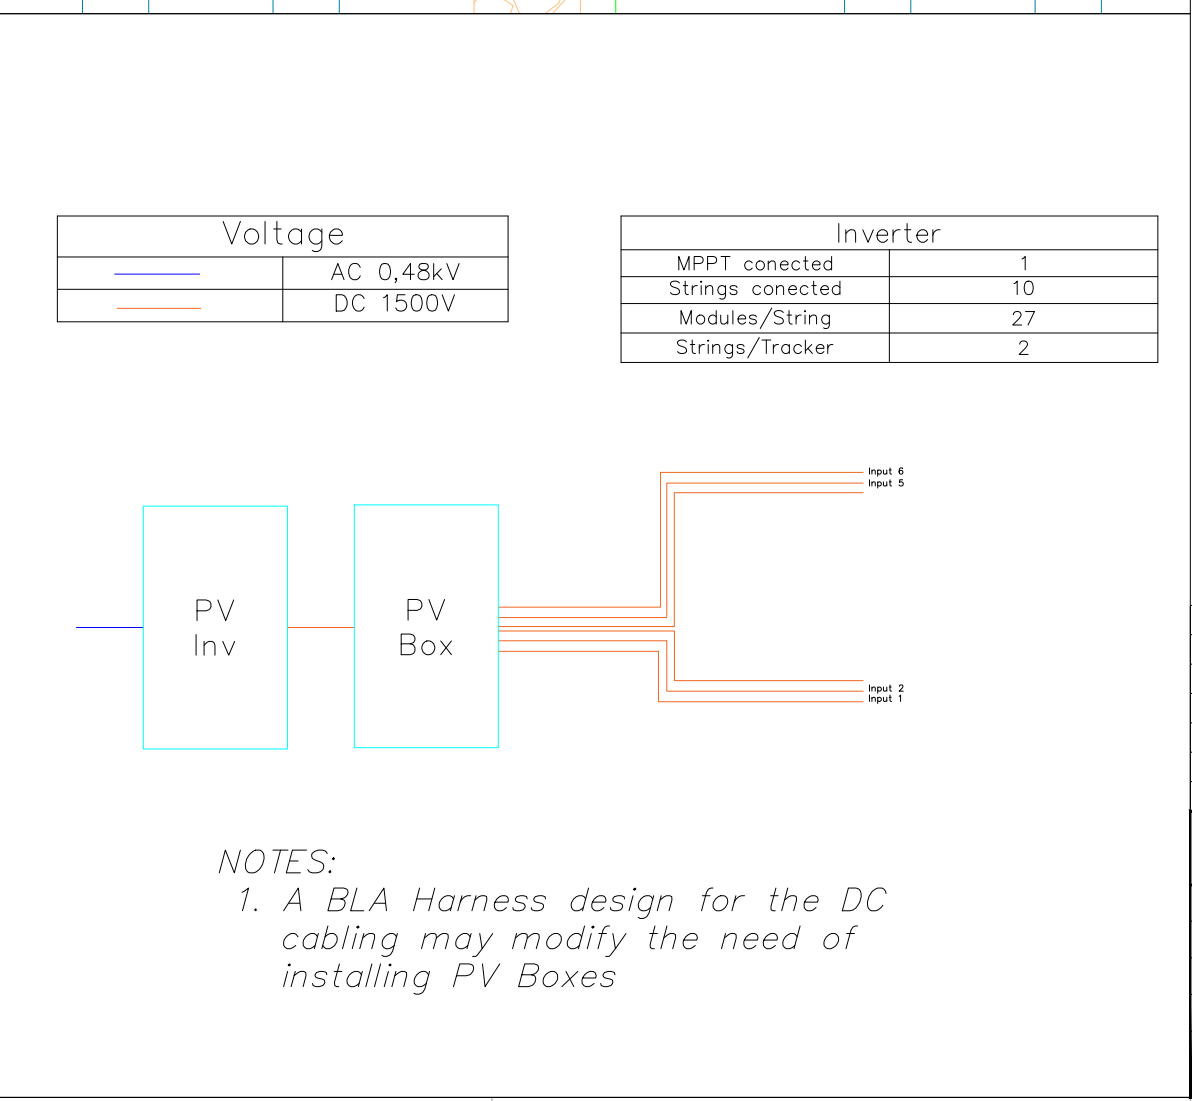 Voltage
AC 0,48kV
DC 1500V
Inverter
MPPT conected 1
Strings conected 10
Modules/String 27
Strings/Tracker 2
Input 6
Input 5
PV
Inv
PV
Box
Input 2
Input 1
NOTES:
1. A BLA Harness design for the DC
cabling may modify the need of
installing PV Boxes